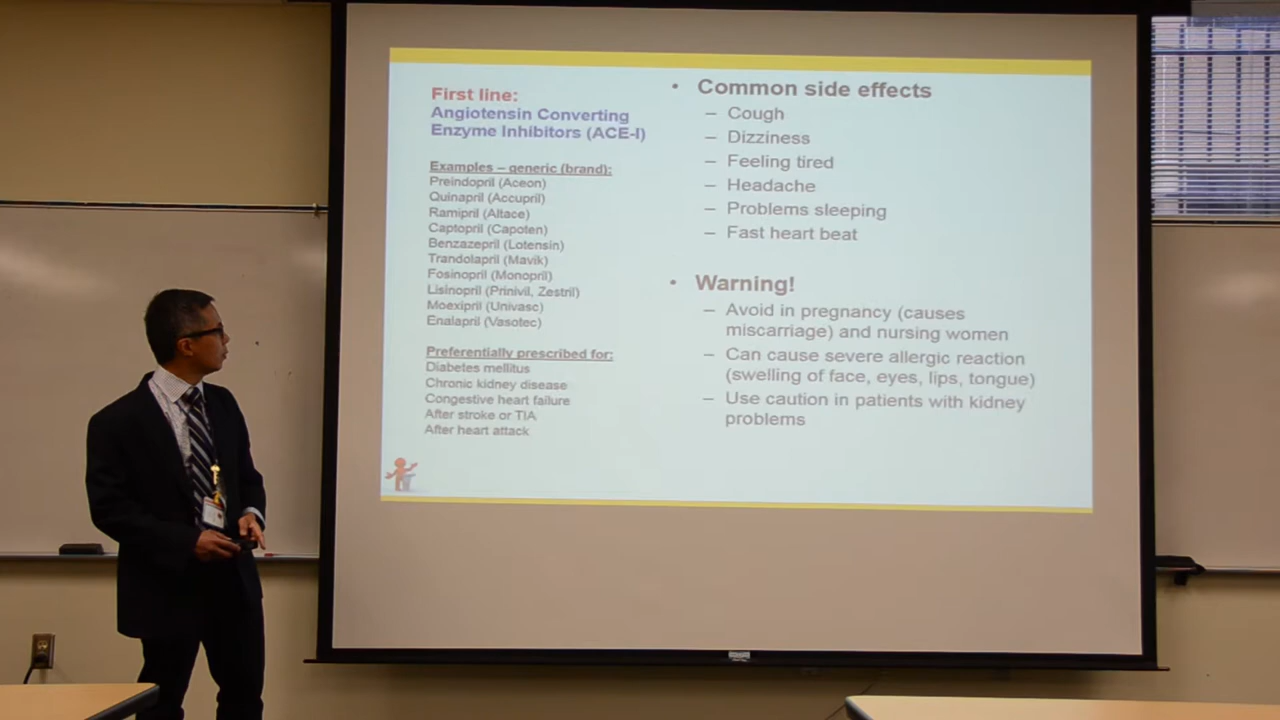 First line:
Angiotensin Converting
Enzyme Inhibitors (ACE-I)
Examples – generic (brand):
Preindopril (Aceon)
Quinapril (Accupril)
Ramipril (Altace)
Captopril (Capoten)
Benzazepril (Lotensin)
Trandolapril (Mavik)
Fosinopril (Monopril)
Lisinopril (Prinivil, Zestril)
Moexipril (Univasc)
Enalapril (Vasotec)
Preferentially prescribed for:
Diabetes mellitus
Chronic kidney disease
Congestive heart failure
After stroke or TIA
After heart attack
• Common side effects
– Cough
– Dizziness
– Feeling tired
– Headache
– Problems sleeping
– Fast heart beat
• Warning!
– Avoid in pregnancy (causes
miscarriage) and nursing women
– Can cause severe allergic reaction
(swelling of face, eyes, lips, tongue)
– Use caution in patients with kidney
problems